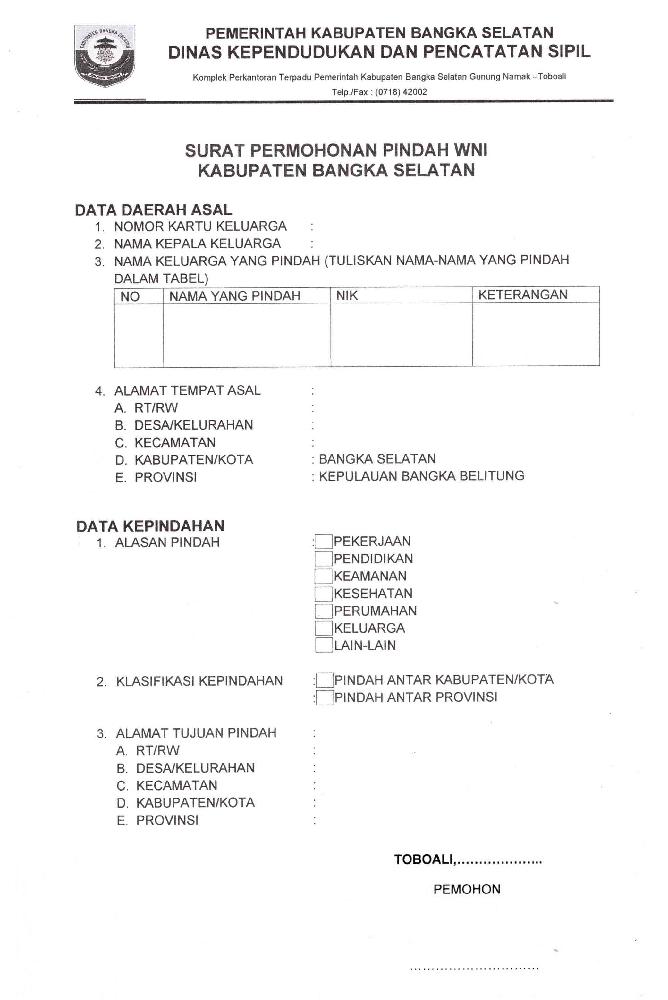 KABUPATEN BANGKA SELATAN
JUNJUNG BESAOH
PEMERINTAH KABUPATEN BANGKA SELATAN
DINAS KEPENDUDUKAN DAN PENCATATAN SIPIL
Komplek Perkantoran Terpadu Pemerintah Kabupaten Bangka Selatan Gunung Namak –Toboali
Telp./Fax : (0718) 42002
SURAT PERMOHONAN PINDAH WNI
KABUPATEN BANGKA SELATAN
DATA DAERAH ASAL
1. NOMOR KARTU KELUARGA :
2. NAMA KEPALA KELUARGA :
3. NAMA KELUARGA YANG PINDAH (TULISKAN NAMA-NAMA YANG PINDAH
DALAM TABEL)
NO NAMA YANG PINDAH NIK KETERANGAN
4. ALAMAT TEMPAT ASAL :
A. RT/RW :
B. DESA/KELURAHAN :
C. KECAMATAN :
D. KABUPATEN/KOTA : BANGKA SELATAN
E. PROVINSI : KEPULAUAN BANGKA BELITUNG
DATA KEPINDAHAN
1. ALASAN PINDAH : PEKERJAAN
PENDIDIKAN
KEAMANAN
KESEHATAN
PERUMAHAN
KELUARGA
LAIN-LAIN
2. KLASIFIKASI KEPINDAHAN : PINDAH ANTAR KABUPATEN/KOTA
: PINDAH ANTAR PROVINSI
3. ALAMAT TUJUAN PINDAH :
A. RT/RW :
B. DESA/KELURAHAN :
C. KECAMATAN :
D. KABUPATEN/KOTA :
E. PROVINSI :
TOBOALI,.....................
PEMOHON
..............................